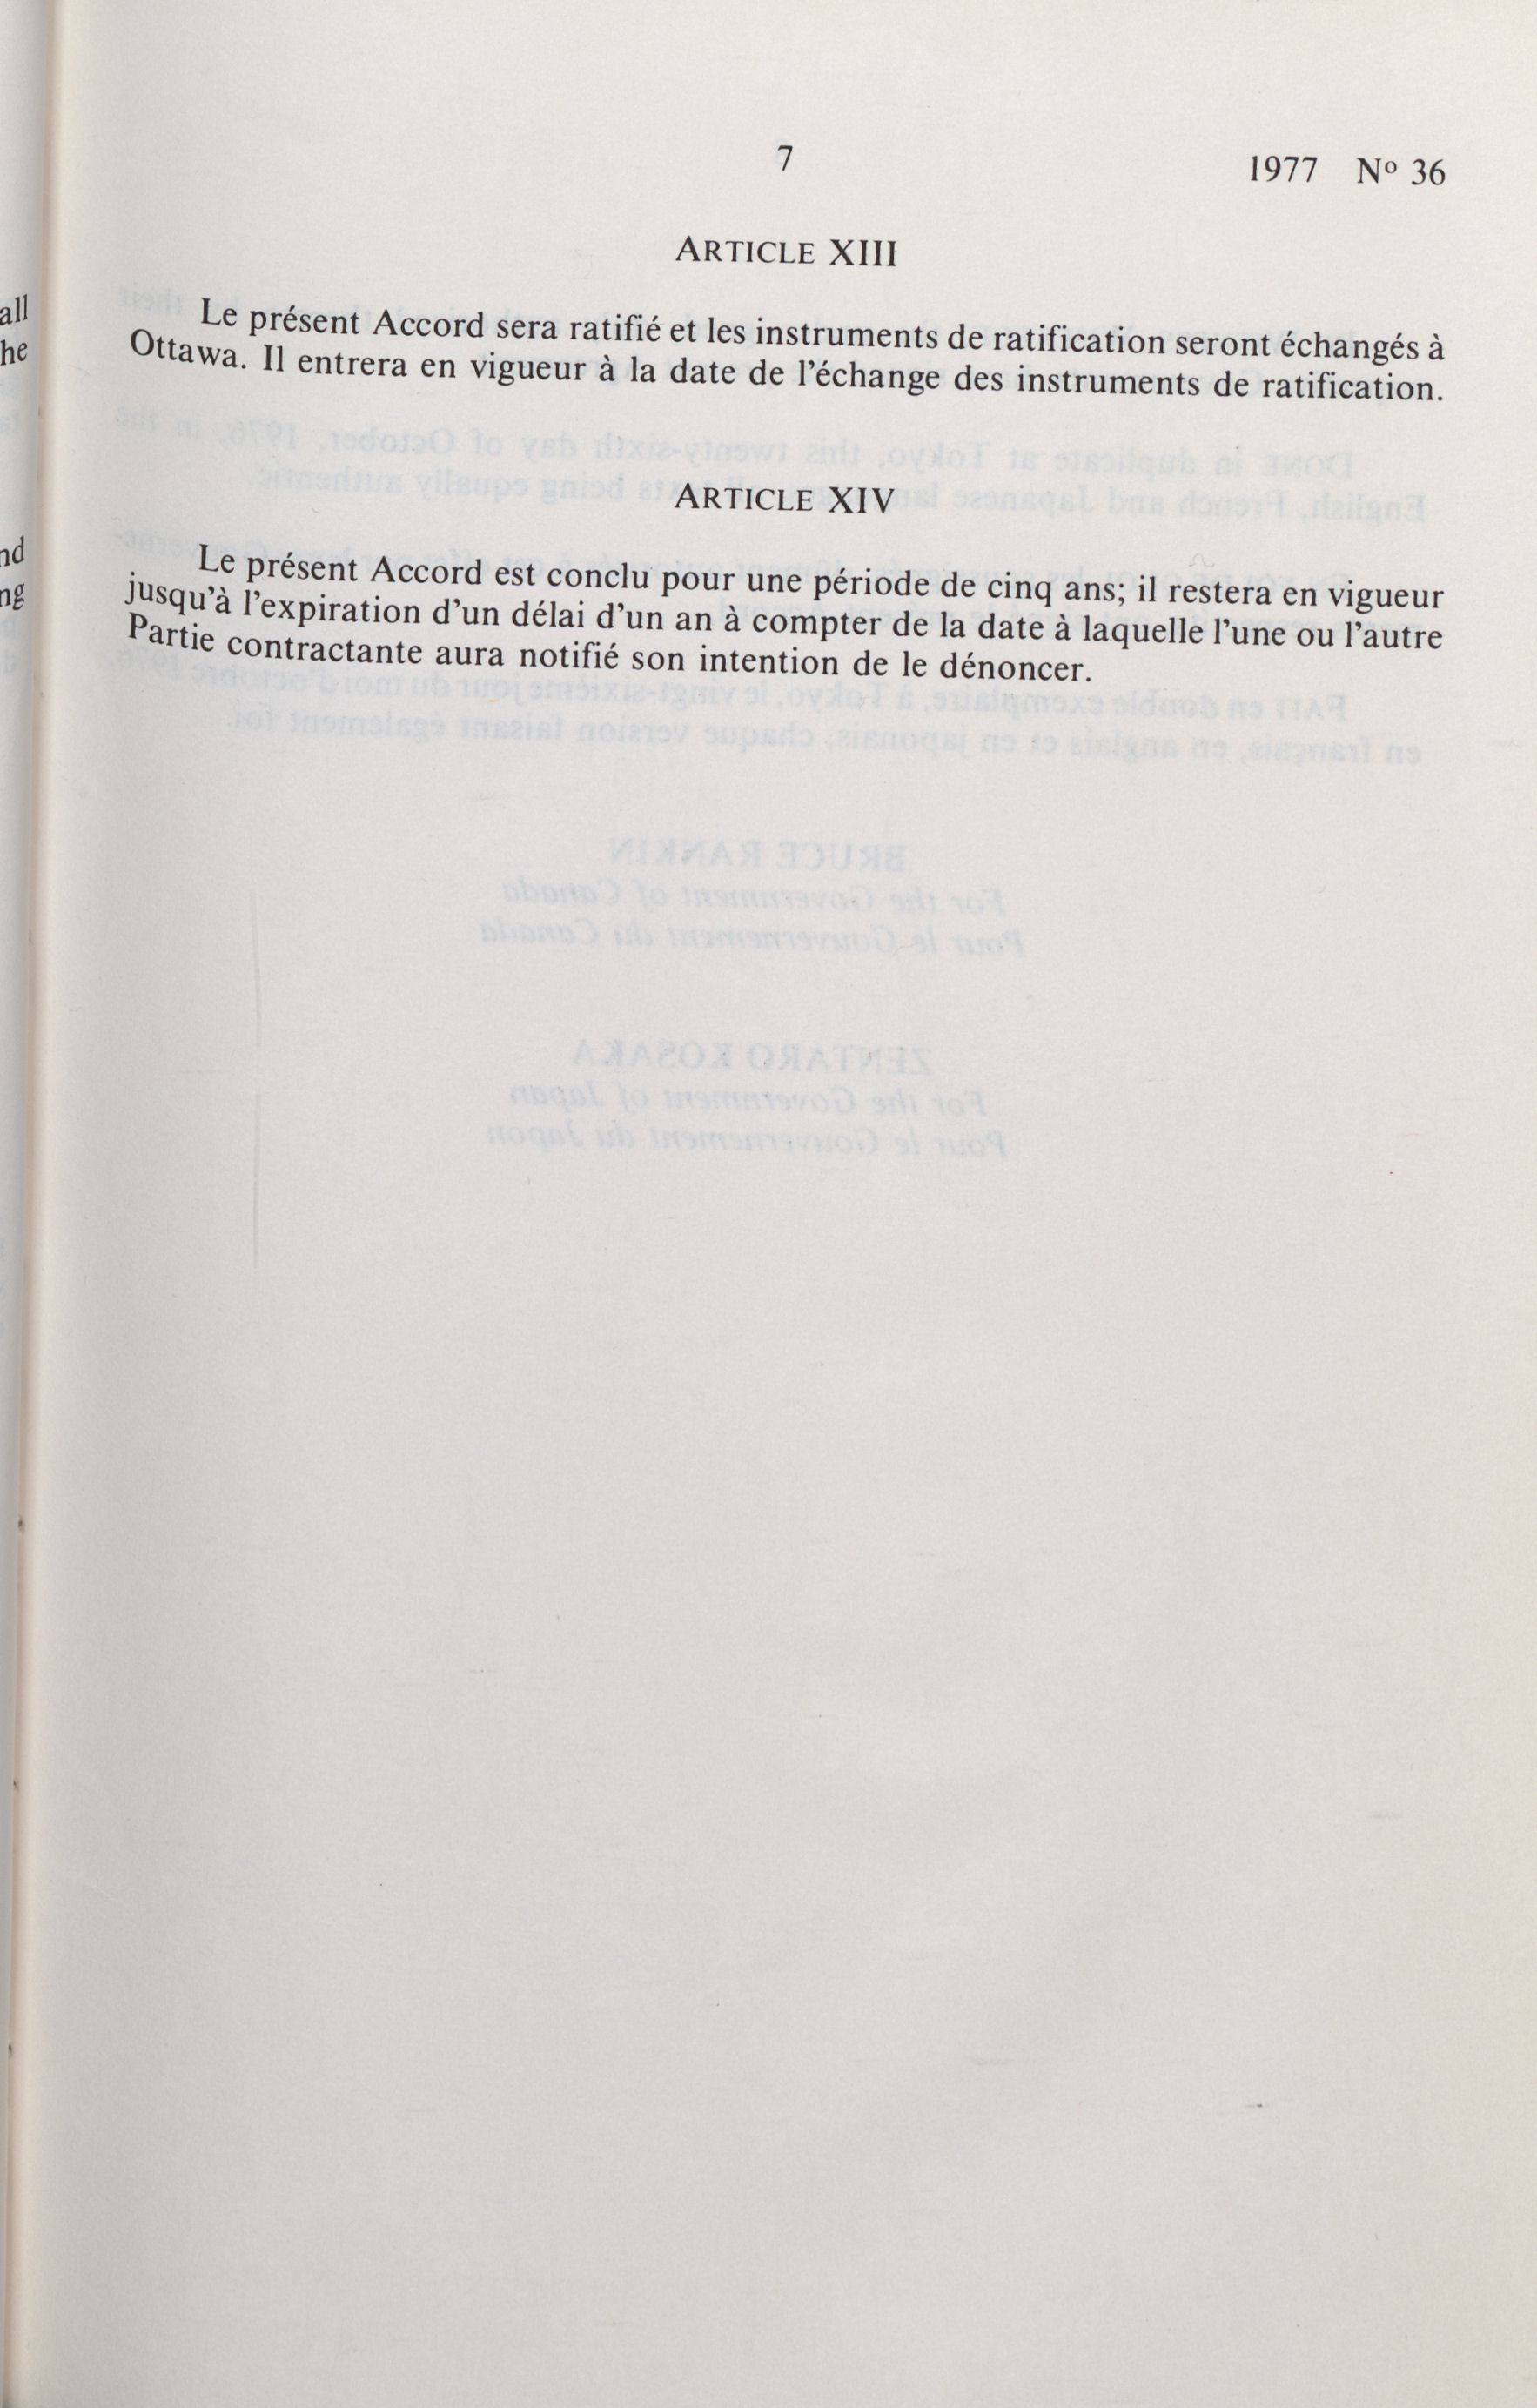 7
1977 Nº 36
ARTICLE XIII
Le présent Accord sera ratifié et les instruments de ratification seront échangés à
Ottawa. Il entrera en vigueur à la date de l'échange des instruments de ratification.
ARTICLE XIV
Le présent Accord est conclu pour une période de cinq ans; il restera en vigueur
jusqu'à l'expiration d'un délai d'un an à compter de la date à laquelle l'une ou l'autre
Partie contractante aura notifié son intention de le dénoncer.